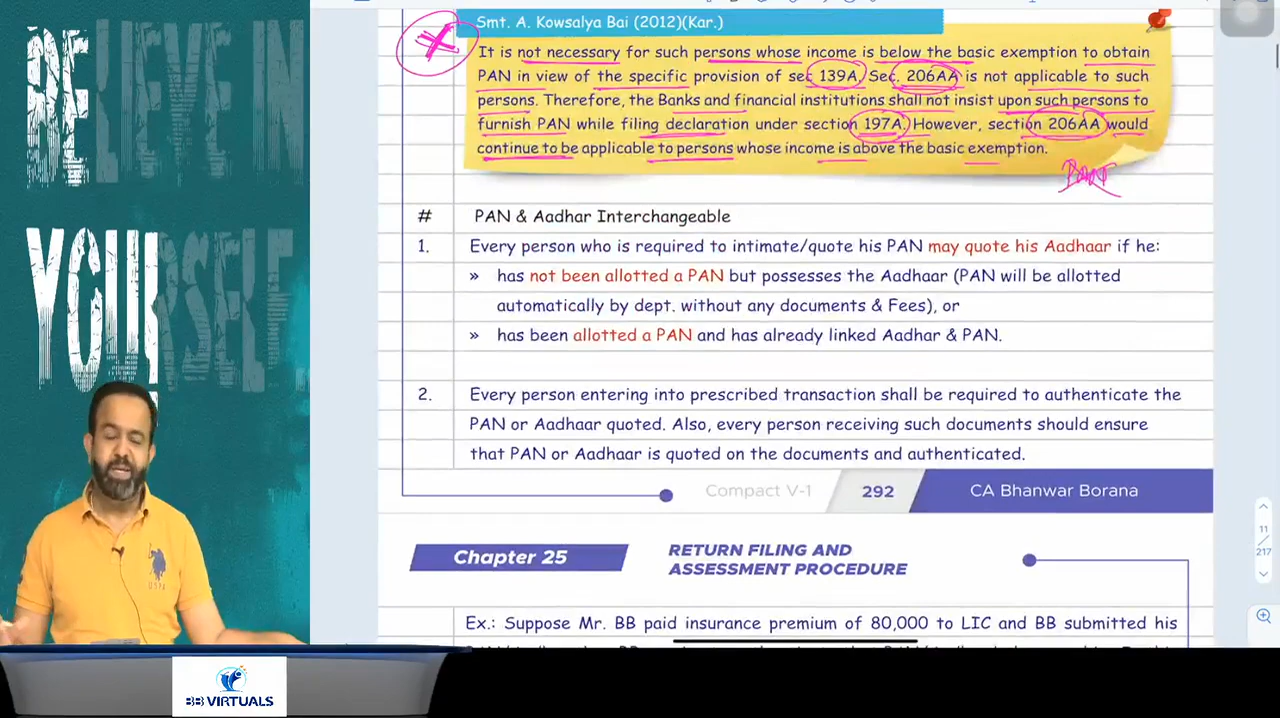 BELIEVE IN
YOURSELF.
Smt. A. Kowsalya Bai (2012)(Kar.)
It is not necessary for such persons whose income is below the basic exemption to obtain
PAN in view of the specific provision of sec 139A. Sec. 206AA is not applicable to such
persons. Therefore, the Banks and financial institutions shall not insist upon such persons to
furnish PAN while filing declaration under section 197A. However, section 206AA would
continue to be applicable to persons whose income is above the basic exemption.
# PAN & Aadhar Interchangeable
1. Every person who is required to intimate/quote his PAN may quote his Aadhaar if he:
» has not been allotted a PAN but possesses the Aadhaar (PAN will be allotted
automatically by dept. without any documents & Fees), or
» has been allotted a PAN and has already linked Aadhar & PAN.
2. Every person entering into prescribed transaction shall be required to authenticate the
PAN or Aadhaar quoted. Also, every person receiving such documents should ensure
that PAN or Aadhaar is quoted on the documents and authenticated.
Compact V-1 292 CA Bhanwar Borana
Chapter 25 RETURN FILING AND
ASSESSMENT PROCEDURE
Ex.: Suppose Mr. BB paid insurance premium of 80,000 to LIC and BB submitted his
11
/
217
BB VIRTUALS